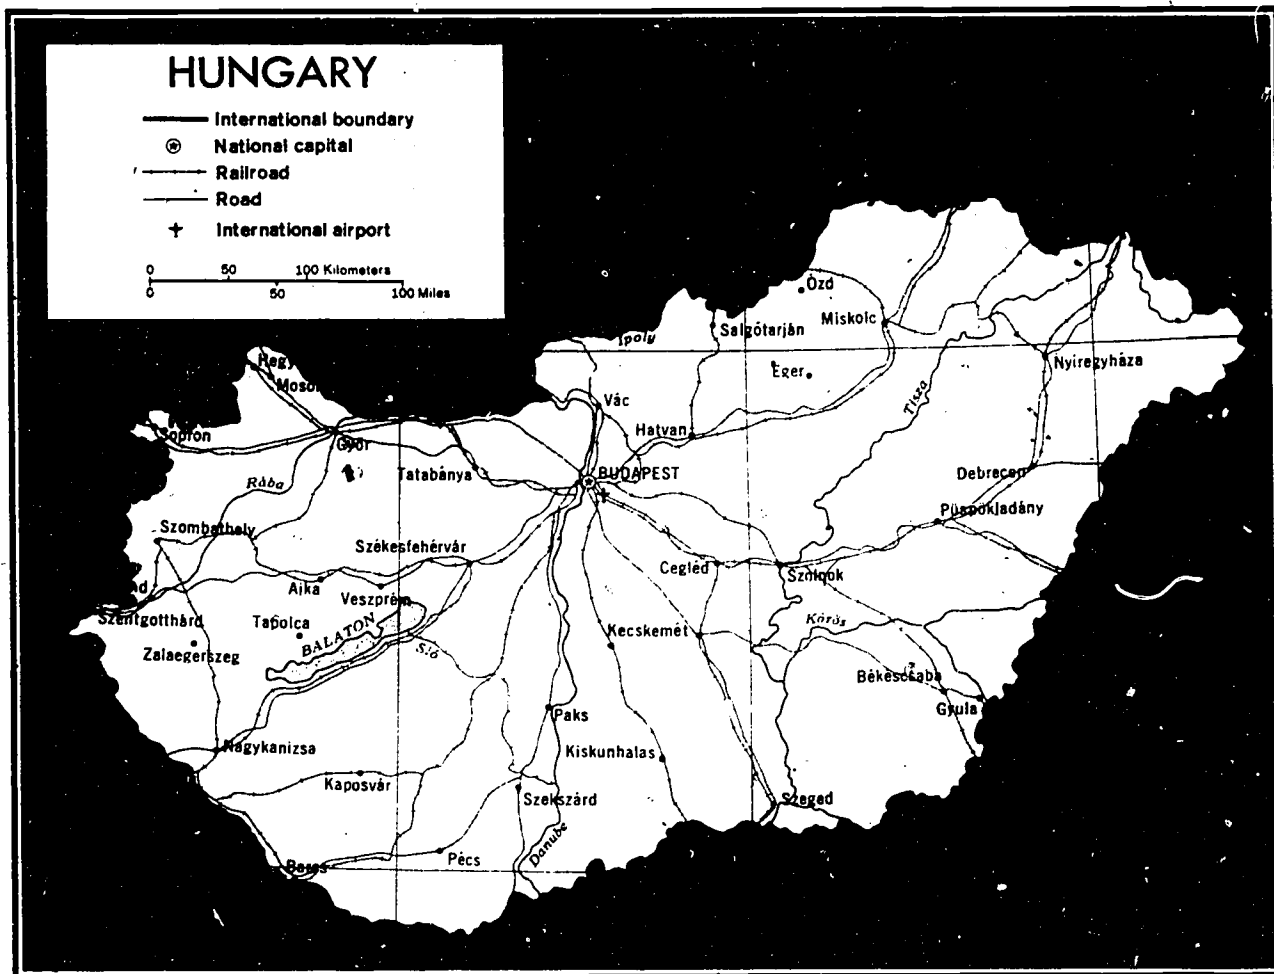 HUNGARY
International boundary
National capital
Railroad
Road
International airport
0 50 100 Kilometers
0 50 100 Miles
Ózd
Miskolc
Salgótarján
Ipoly
Nyíregyháza
Eger
Tisza
Vác
Hatvan
Győr
Tatabánya
BUDAPEST
Debrecen
Rába
Püspökladány
Szombathely
Székesfehérvár
Cegléd
Szolnok
Ajka
Veszprém
Szentgotthárd
Tapolca
BALATON
Sió
Kecskemét
Körös
Zalaegerszeg
Békéscsaba
Gyula
Paks
Nagykanizsa
Kiskunhalas
Kaposvár
Szekszárd
Szeged
Danube
Barcs
Pécs